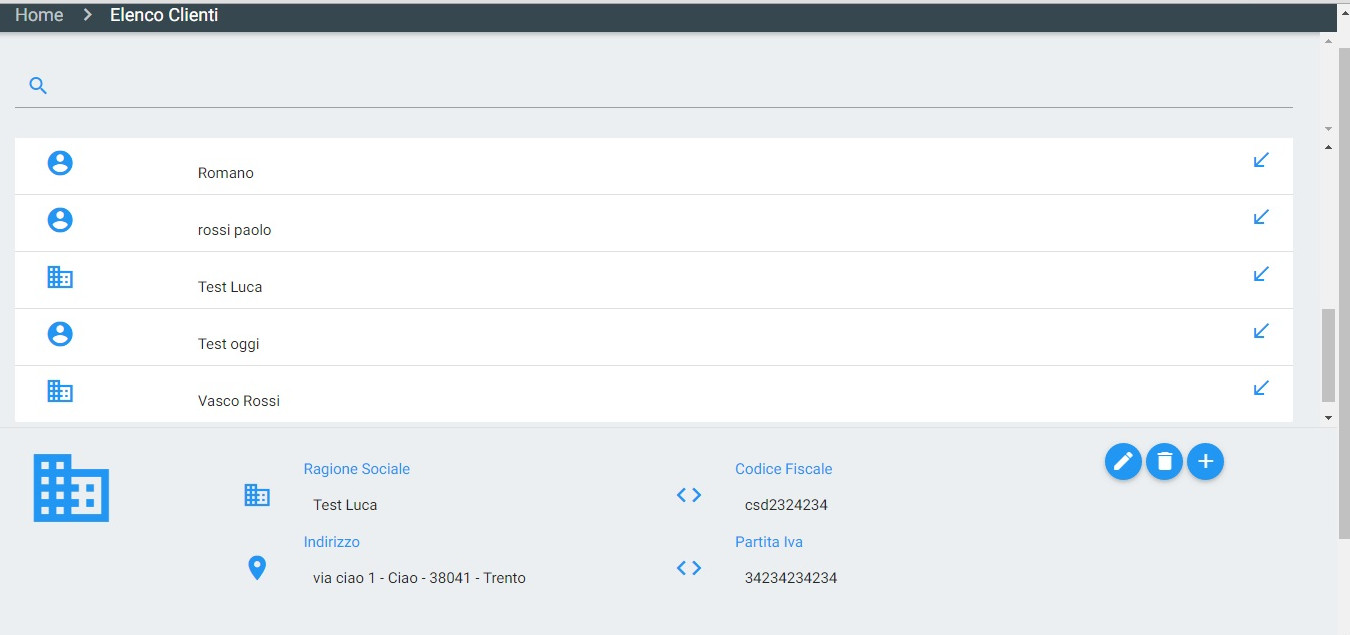 Home > Elenco Clienti
Romano
rossi paolo
Test Luca
Test oggi
Vasco Rossi
Ragione Sociale
Test Luca
Codice Fiscale
csd2324234
Indirizzo
via ciao 1 - Ciao - 38041 - Trento
Partita Iva
34234234234